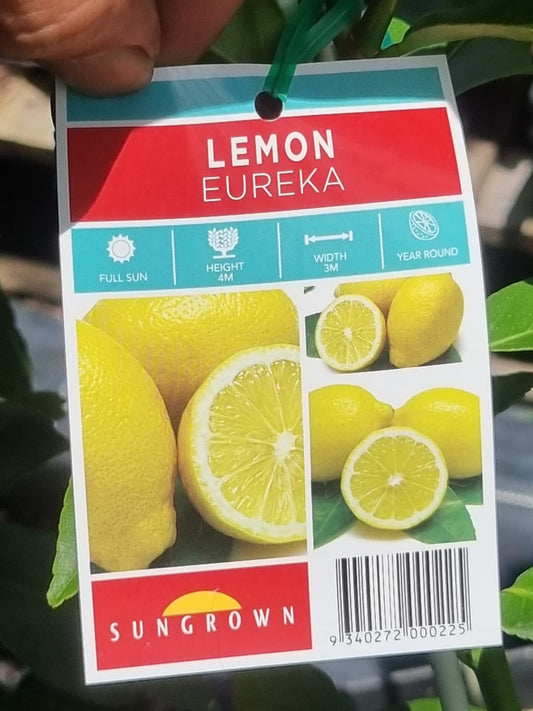 LEMON
EUREKA
FULL SUN
HEIGHT
4M
WIDTH
3M
YEAR ROUND
SUNGROWN
9 340272 000225